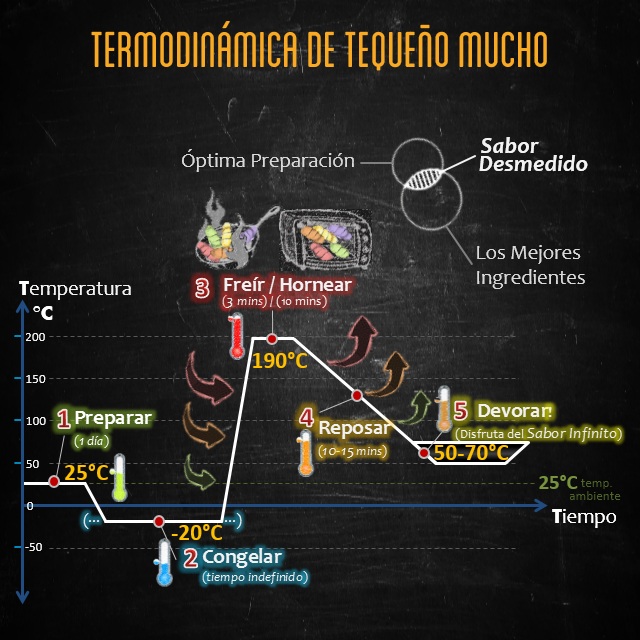 TERMODINÁMICA DE TEQUEÑO MUCHO
Óptima Preparación
Sabor
Desmedido
Los Mejores
Ingredientes
3 Freír / Hornear
(3 mins) / (10 mins)
Temperatura
°C
200
190°C
150
100
1 Preparar
(1 día)
4
Reposar
(10-15 mins)
5 Devorar!
(Disfruta del Sabor Infinito)
50
25°C
50-70°C
25°C temp.
ambiente
0
Tiempo
(...
...)
-20°C
-50
2 Congelar
(tiempo indefinido)